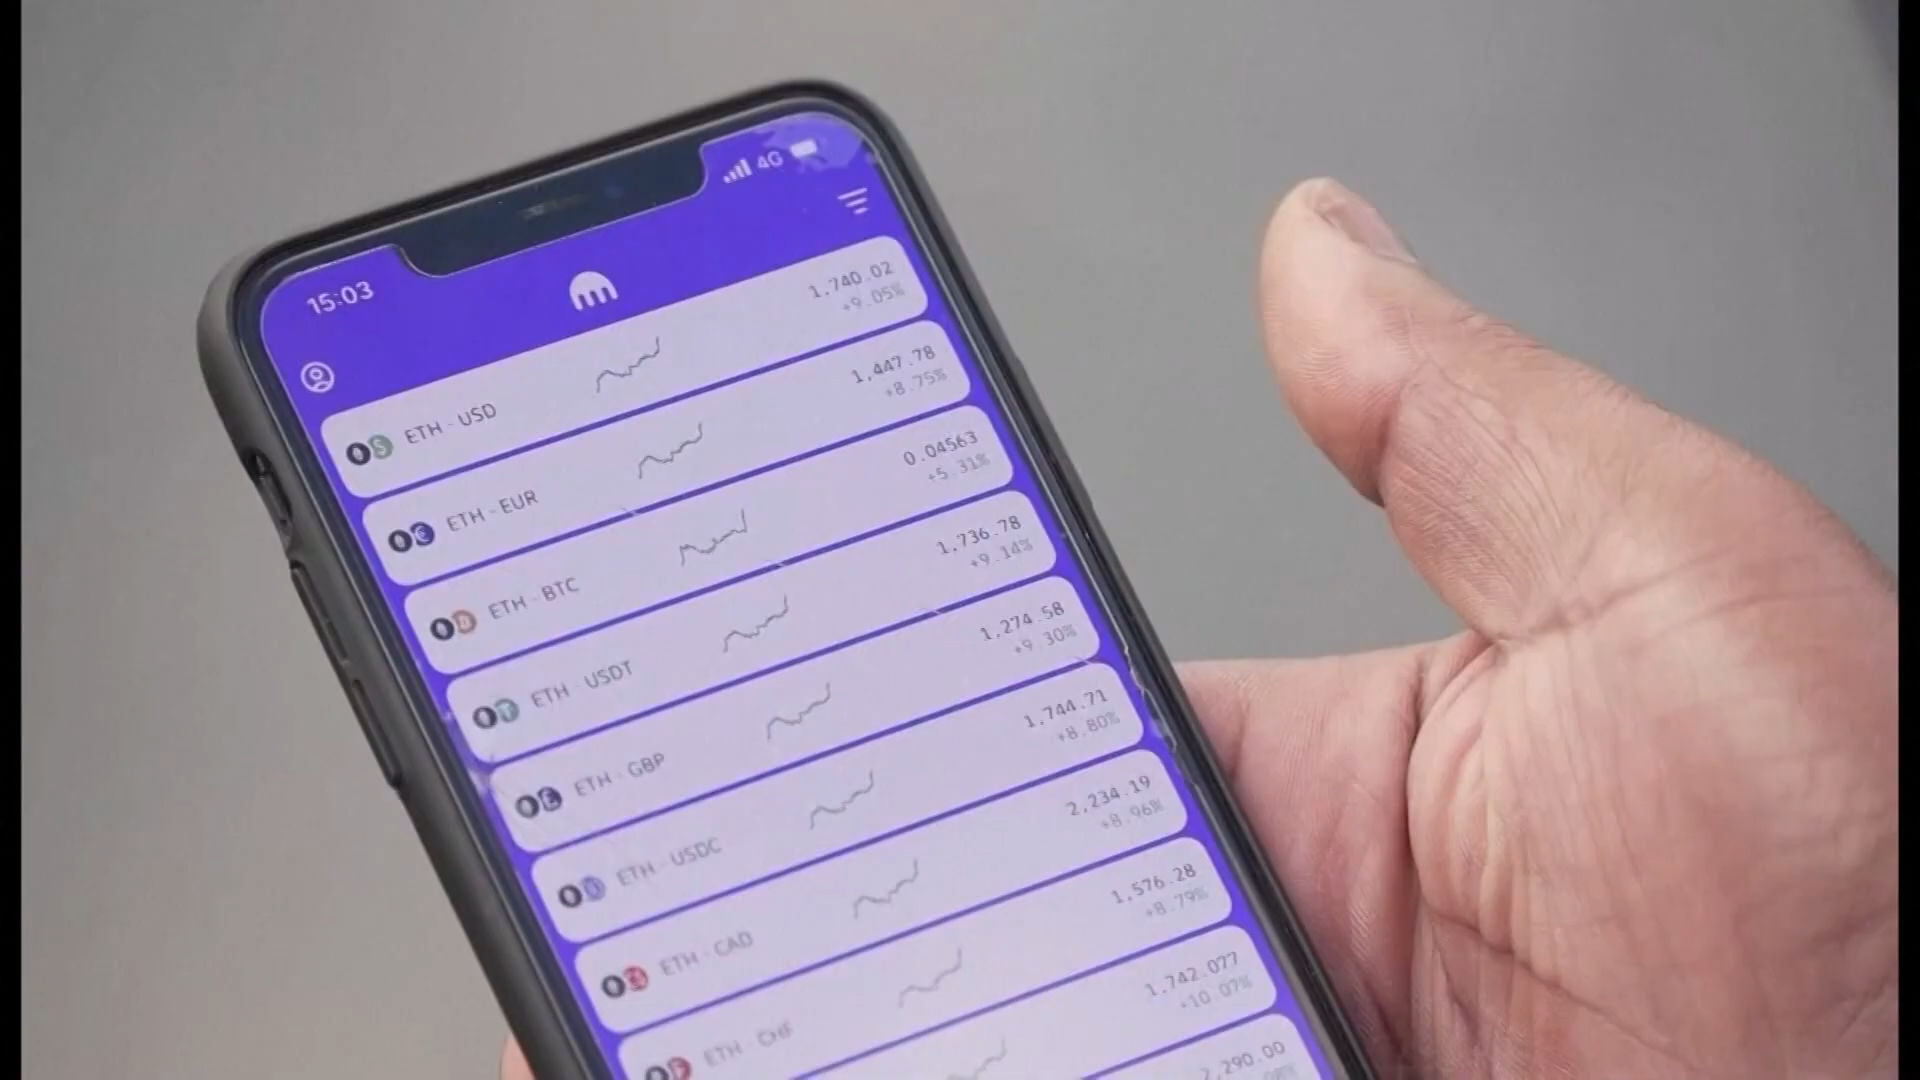 15:03
4G
ETH - USD
1,740.02
+9.05%
ETH - EUR
1,447.78
+8.75%
ETH - BTC
0.04563
+5.31%
ETH - USDT
1,736.78
+9.14%
ETH - GBP
1,274.58
+9.30%
ETH - USDC
1,744.71
+8.80%
ETH - CAD
2,234.19
+8.96%
ETH - CHF
1,576.28
+8.79%
1,742.077
+10.07%
2,290.00